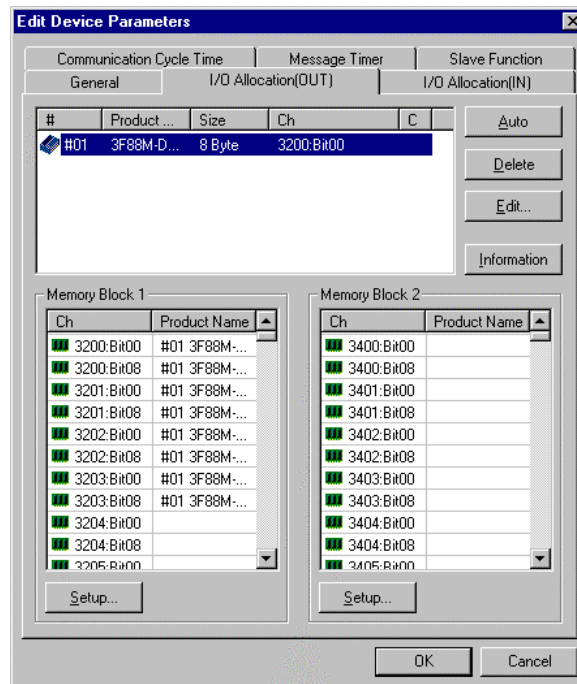 Edit Device Parameters
Communication Cycle Time Message Timer Slave Function
General I/O Allocation(OUT) I/O Allocation(IN)
# Product ... Size Ch C
#01 3F88M-D... 8 Byte 3200:Bit00
Auto
Delete
Edit...
Information
Memory Block 1
Ch Product Name
3200:Bit00 #01 3F88M-...
3200:Bit08 #01 3F88M-...
3201:Bit00 #01 3F88M-...
3201:Bit08 #01 3F88M-...
3202:Bit00 #01 3F88M-...
3202:Bit08 #01 3F88M-...
3203:Bit00 #01 3F88M-...
3203:Bit08 #01 3F88M-...
3204:Bit00
3204:Bit08
3205:Bit00
Setup...
Memory Block 2
Ch Product Name
3400:Bit00
3400:Bit08
3401:Bit00
3401:Bit08
3402:Bit00
3402:Bit08
3403:Bit00
3403:Bit08
3404:Bit00
3404:Bit08
3405:Bit00
Setup...
OK Cancel